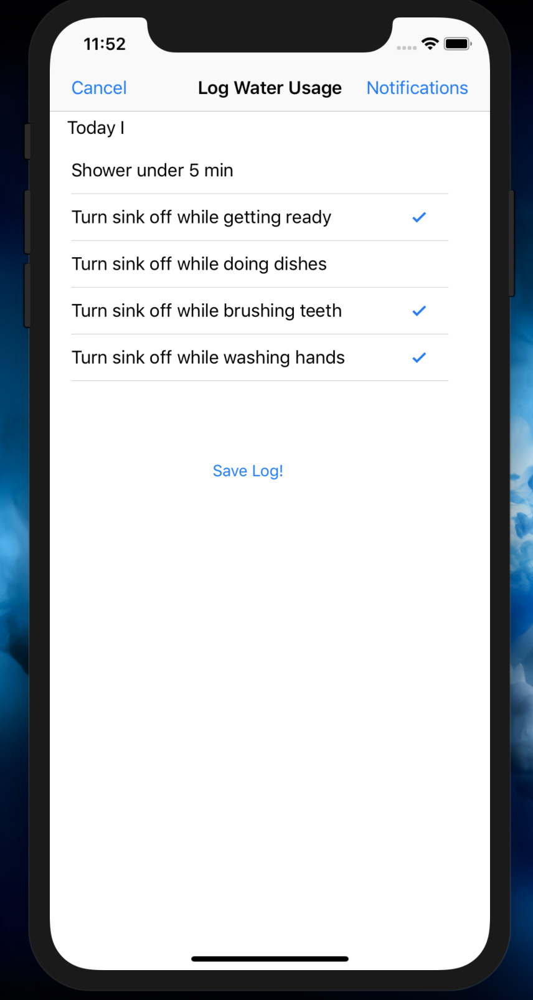 11:52
Cancel Log Water Usage Notifications
Today I
Shower under 5 min
Turn sink off while getting ready
Turn sink off while doing dishes
Turn sink off while brushing teeth
Turn sink off while washing hands
Save Log!